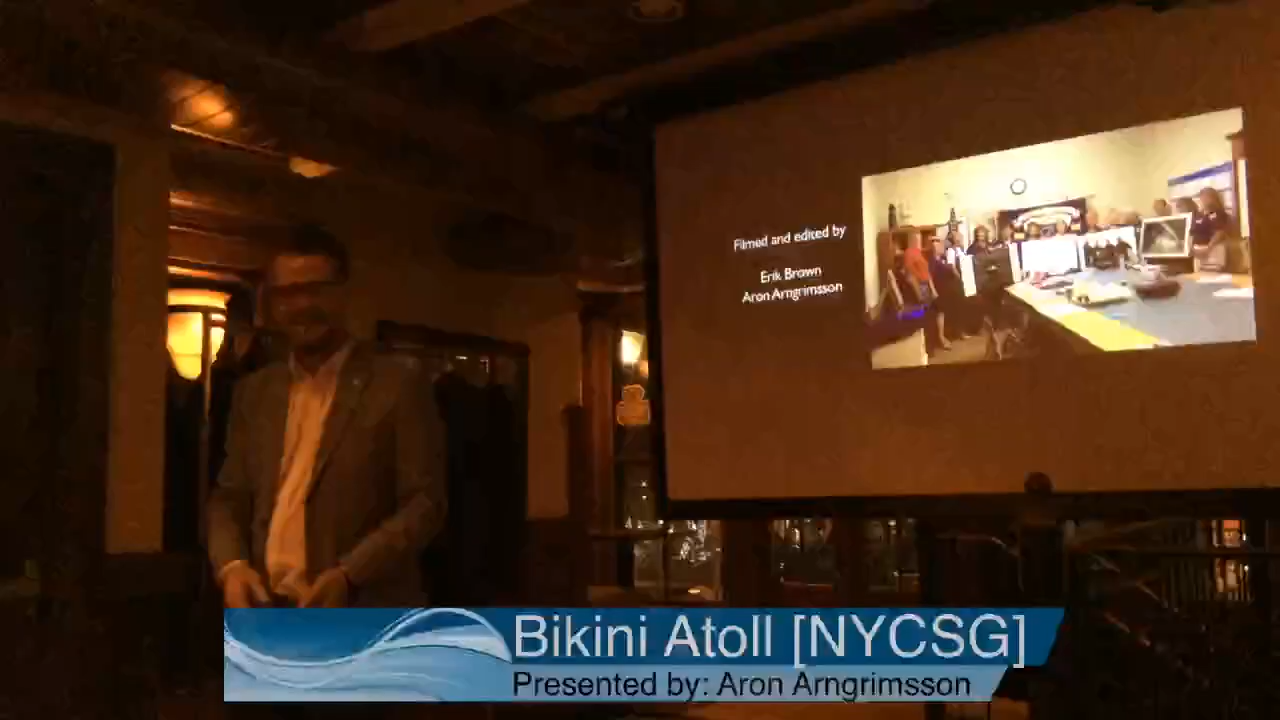 Filmed and edited by
Erik Brown
Aron Arngrimsson
Bikini Atoll [NYCSG]
Presented by: Aron Arngrimsson